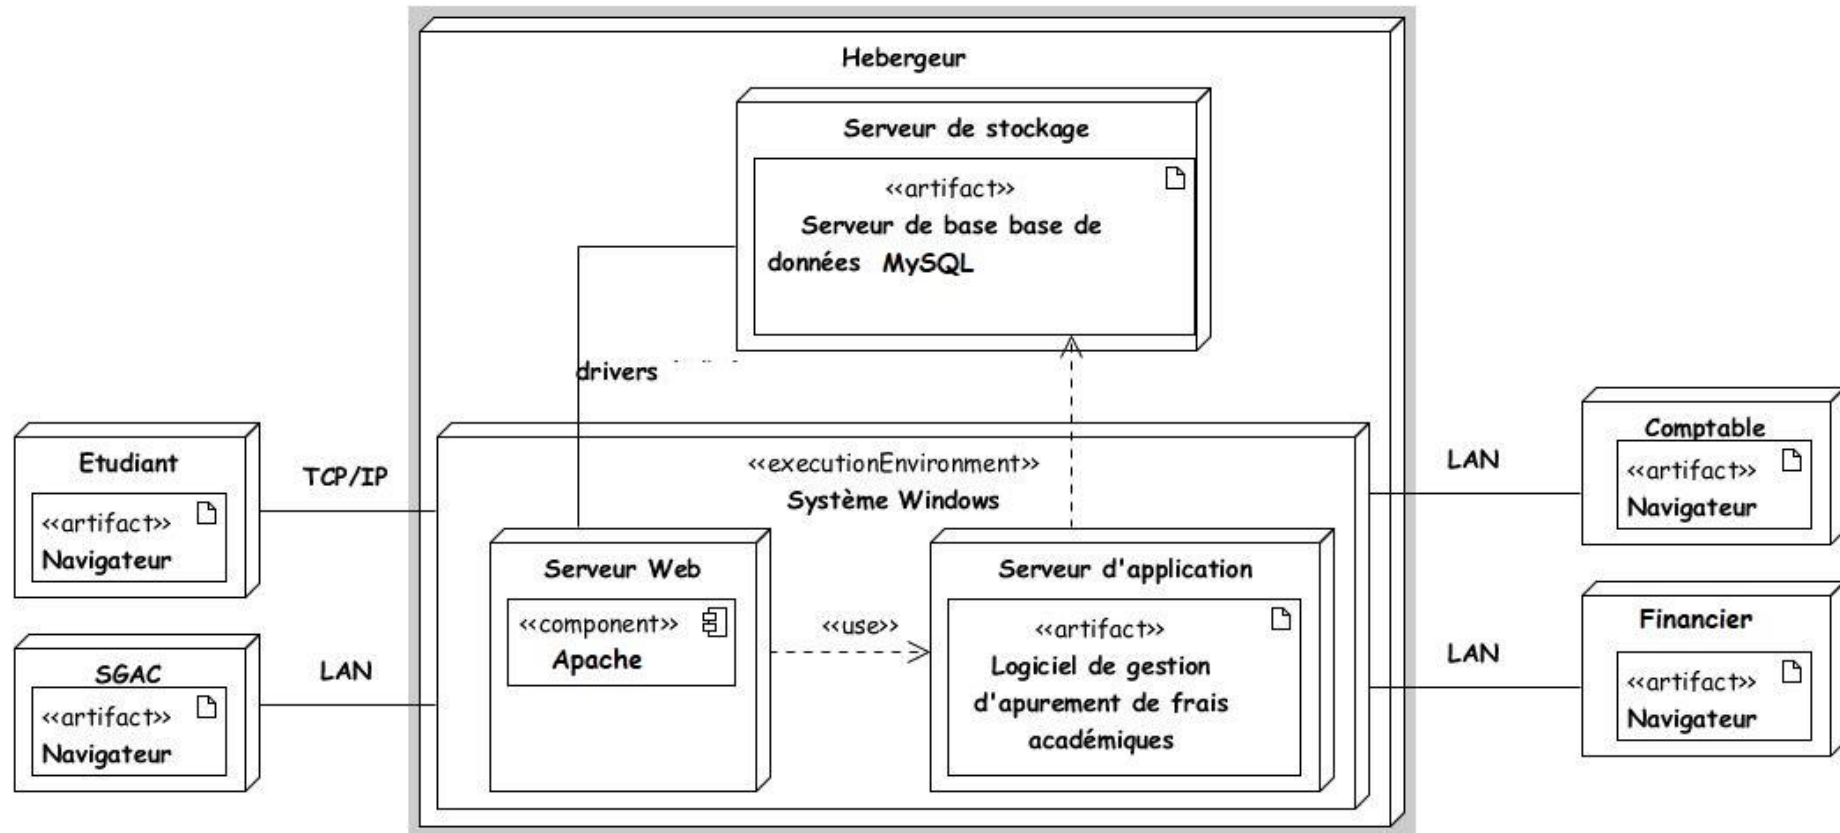 Hebergeur
Serveur de stockage
<<artifact>>
Serveur de base base de
données MySQL
drivers
Etudiant
<<artifact>>
Navigateur
TCP/IP
SGAC
<<artifact>>
Navigateur
LAN
<<executionEnvironment>>
Système Windows
Serveur Web
<<component>>
Apache
<<use>>
Serveur d'application
<<artifact>>
Logiciel de gestion
d'apurement de frais
académiques
LAN
Comptable
<<artifact>>
Navigateur
LAN
Financier
<<artifact>>
Navigateur